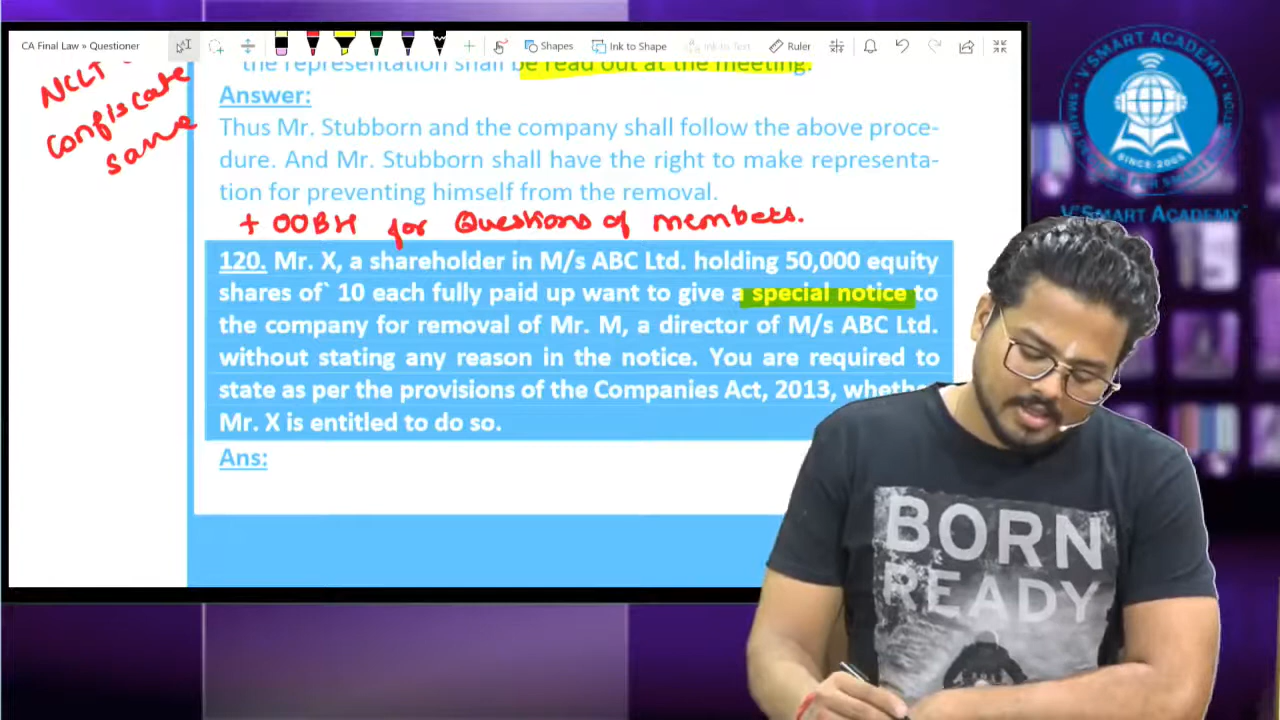 CA Final Law » Questioner
Shapes
Ink to Shape
Ink to Text
Ruler
NCLT
confiscate
same
the representation shall be read out at the meeting.
Answer:
Thus Mr. Stubborn and the company shall follow the above proce-
dure. And Mr. Stubborn shall have the right to make representa-
tion for preventing himself from the removal.
+ OOBH for Questions of members.
120. Mr. X, a shareholder in M/s ABC Ltd. holding 50,000 equity
shares of` 10 each fully paid up want to give a special notice to
the company for removal of Mr. M, a director of M/s ABC Ltd.
without stating any reason in the notice. You are required to
state as per the provisions of the Companies Act, 2013,
Mr. X is entitled to do so.
Ans:
V'SMART ACADEMY
SINCE-2005
V'SMART ACADEMY
BORN
READY